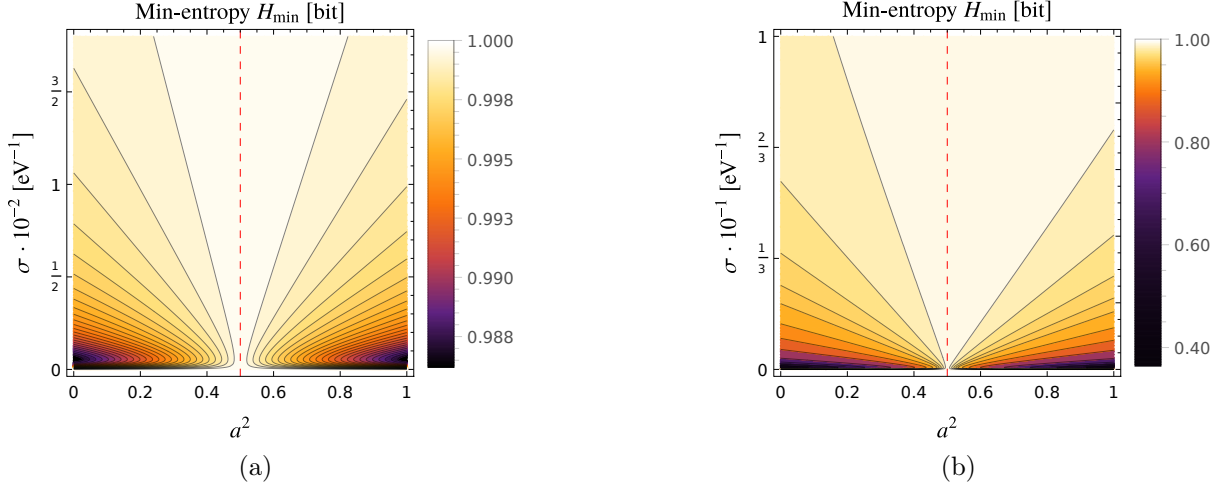 Min-entropy H_min [bit]
σ · 10⁻² [eV⁻¹]
3/2
1
1/2
0
0 0.2 0.4 0.6 0.8 1
a²
1.000
0.998
0.995
0.993
0.990
0.988
(a)
Min-entropy H_min [bit]
σ · 10⁻¹ [eV⁻¹]
1
2/3
1/3
0
0 0.2 0.4 0.6 0.8 1
a²
1.00
0.80
0.60
0.40
(b)